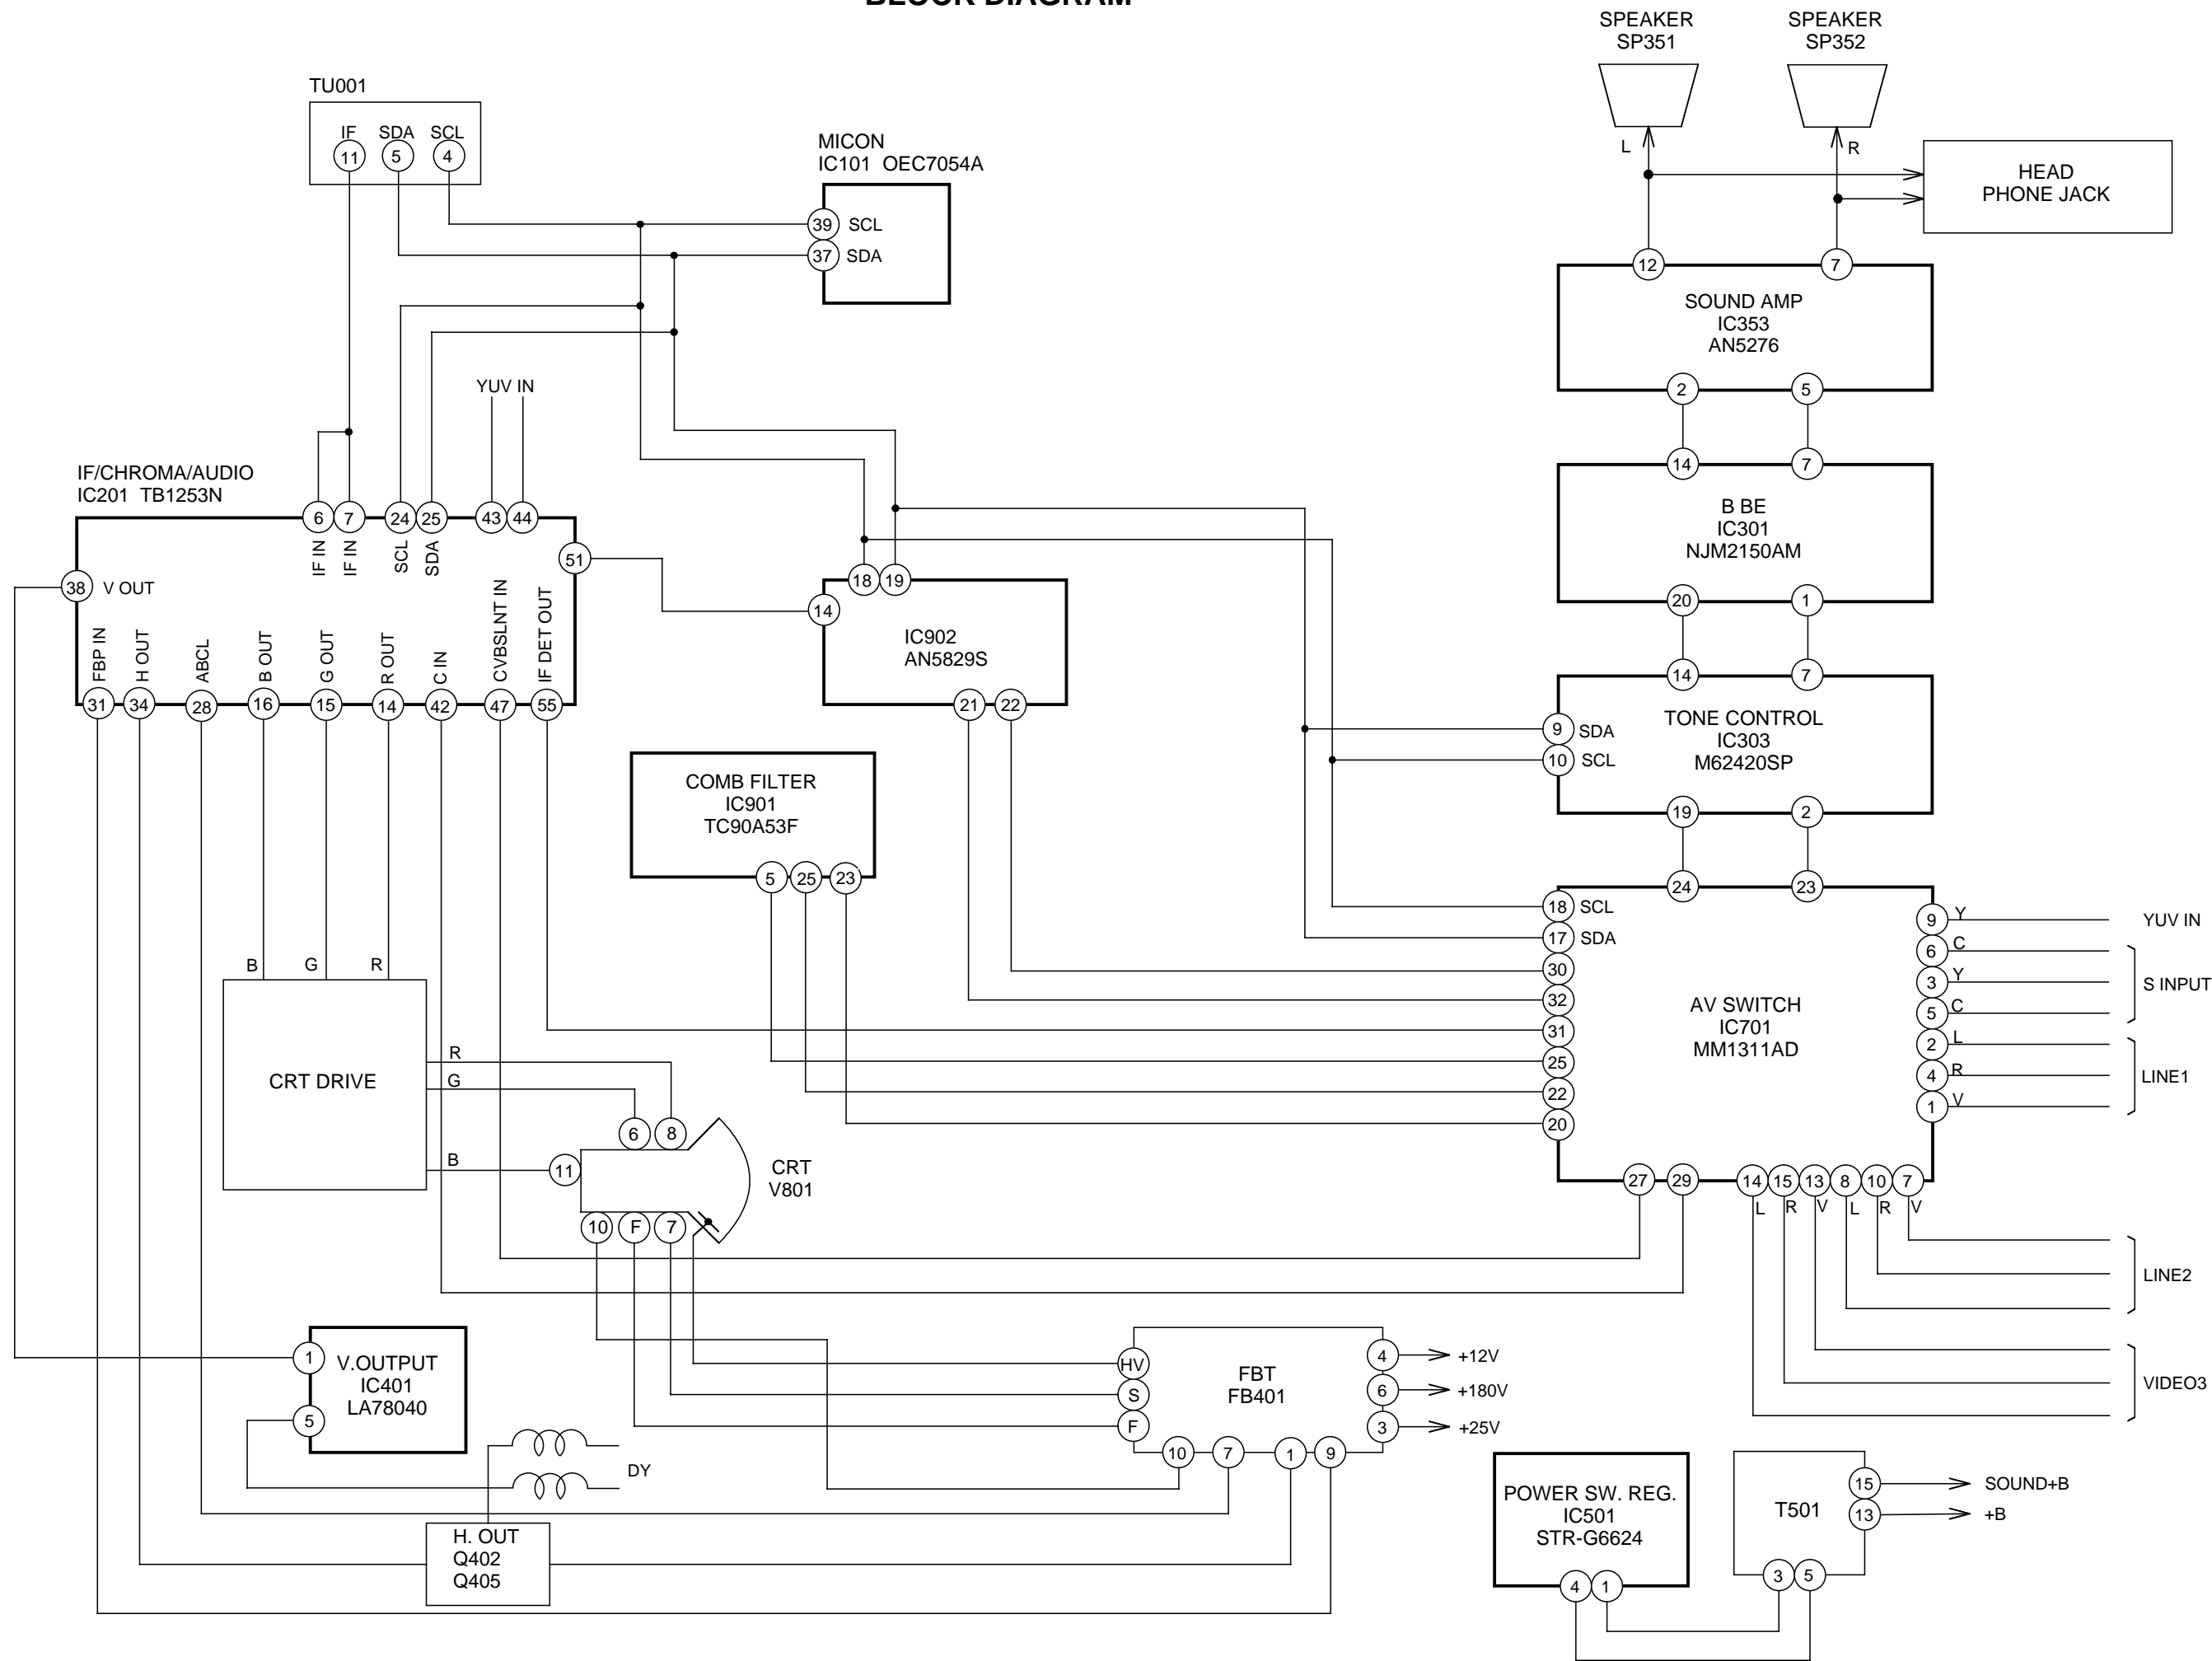 BLOCK DIAGRAM
SPEAKER
SP351
SPEAKER
SP352
L
R
HEAD
PHONE JACK
TU001
IF
SDA
SCL
11
5
4
MICON
IC101 OEC7054A
39
SCL
37
SDA
12
7
SOUND AMP
IC353
AN5276
2
5
14
7
B BE
IC301
NJM2150AM
20
1
14
7
TONE CONTROL
IC303
M62420SP
9
SDA
10
SCL
19
2
YUV IN
IF/CHROMA/AUDIO
IC201 TB1253N
6
7
24
25
43
44
IF IN
IF IN
SCL
SDA
51
38
V OUT
FBP IN
H OUT
ABCL
B OUT
G OUT
R OUT
C IN
CVBSLNT IN
IF DET OUT
31
34
28
16
15
14
42
47
55
18
19
14
IC902
AN5829S
21
22
COMB FILTER
IC901
TC90A53F
5
25
23
24
23
18
SCL
17
SDA
30
32
31
25
22
20
AV SWITCH
IC701
MM1311AD
9
Y
YUV IN
6
C
3
Y
S INPUT
5
C
2
L
4
R
LINE1
1
V
27
29
14
15
13
8
10
7
L
R
V
L
R
V
LINE2
VIDEO3
B
G
R
CRT DRIVE
R
G
B
6
8
11
CRT
V801
10
F
7
1
V.OUTPUT
IC401
LA78040
5
DY
H. OUT
Q402
Q405
HV
S
F
FBT
FB401
4
+12V
6
+180V
3
+25V
10
7
1
9
POWER SW. REG.
IC501
STR-G6624
4
1
T501
15
SOUND+B
13
+B
3
5